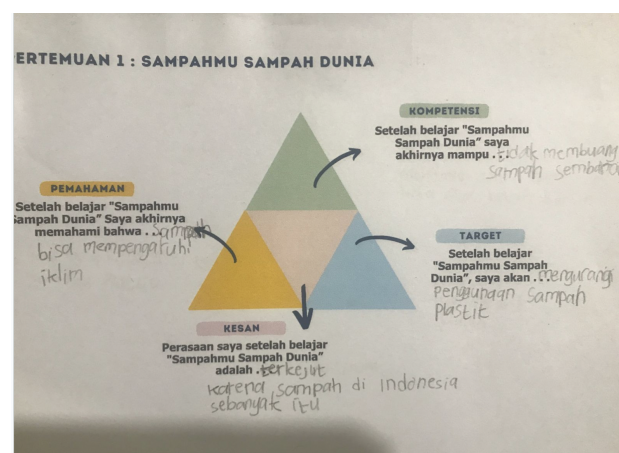 ERTEMUAN 1 : SAMPAHMU SAMPAH DUNIA
KOMPETENSI
Setelah belajar "Sampahmu
Sampah Dunia" saya
akhirnya mampu . . . tidak membuang
sampah
PEMAHAMAN
Setelah belajar "Sampahmu
Sampah Dunia" Saya akhirnya
memahami bahwa . . . sampah
bisa mempengaruhi
iklim
TARGET
Setelah belajar
"Sampahmu Sampah
Dunia", saya akan . . . mengurangi
penggunaan sampah
plastik
KESAN
Perasaan saya setelah belajar
"Sampahmu Sampah Dunia"
adalah . . . terkejut
karena sampah di indonesia
sebanyak itu